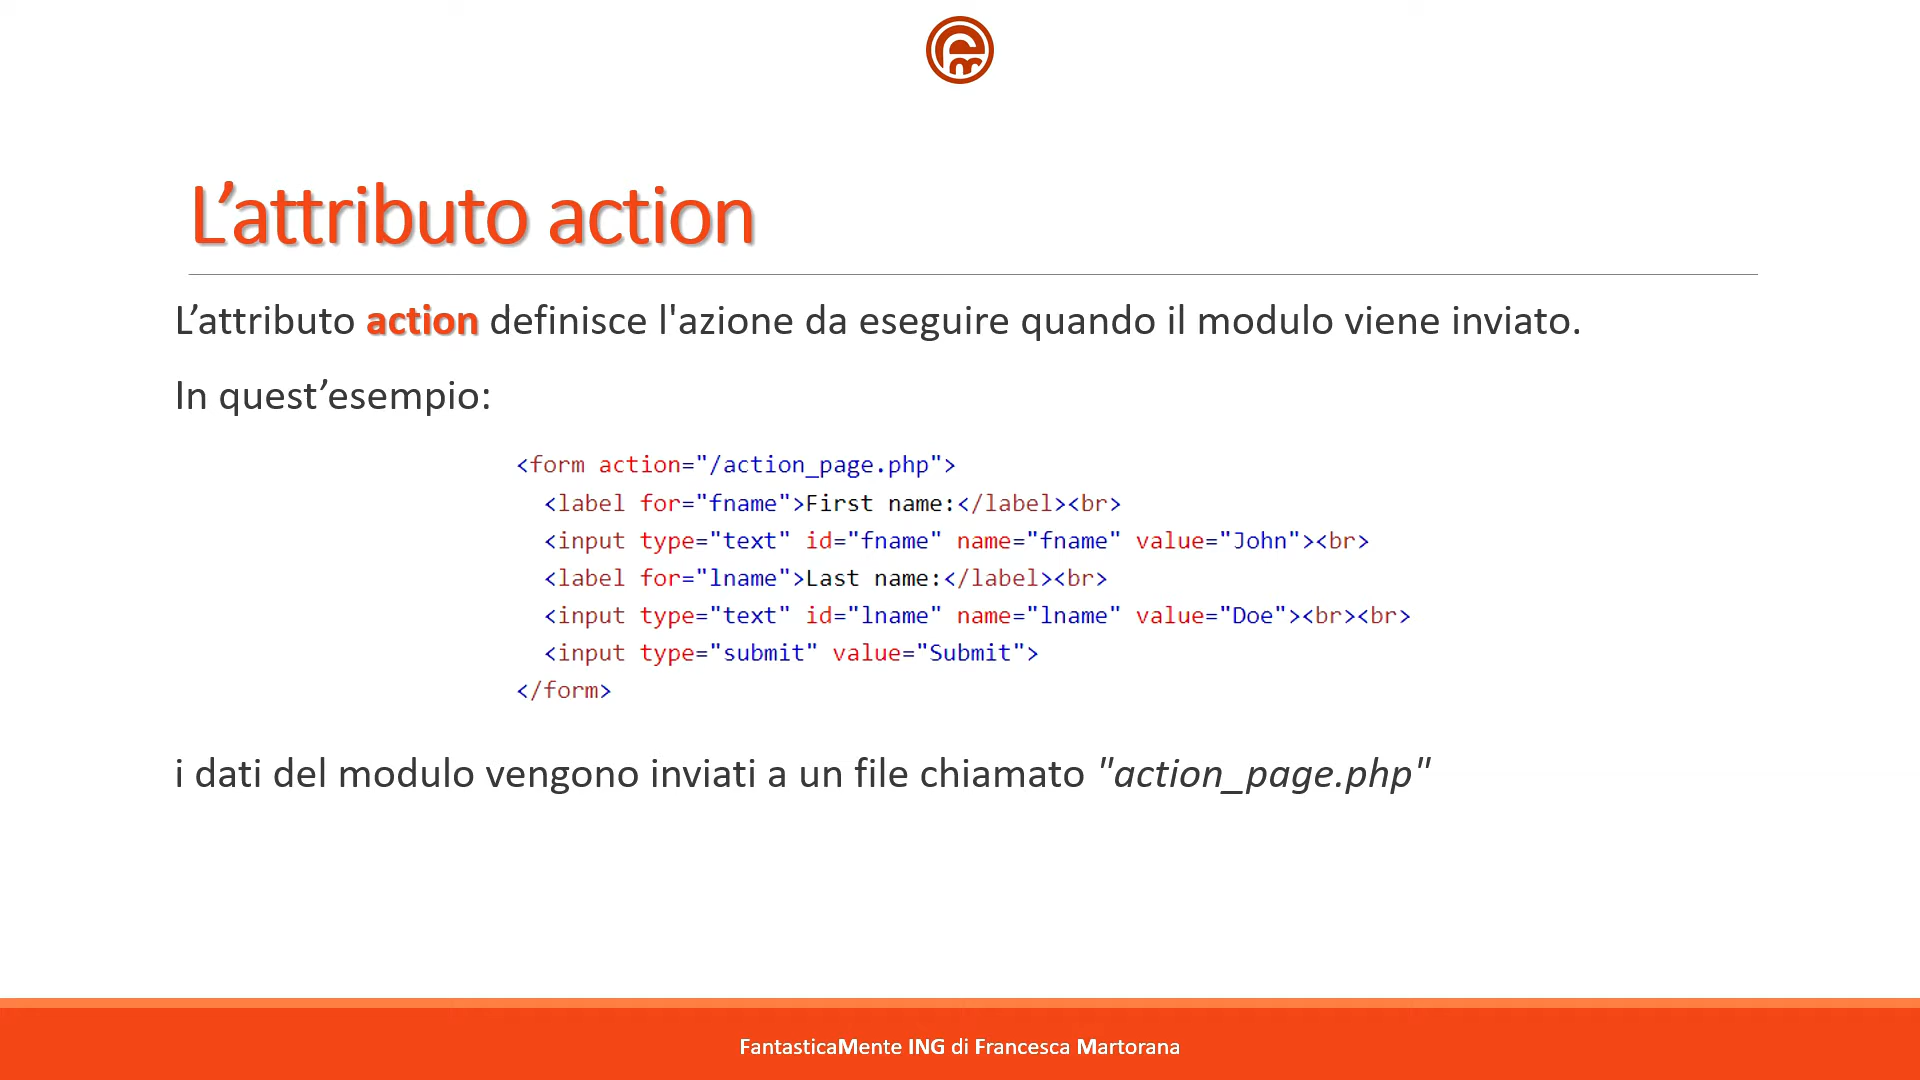 L’attributo action
L’attributo action definisce l'azione da eseguire quando il modulo viene inviato.
In quest’esempio:
<form action="/action_page.php">
  <label for="fname">First name:</label><br>
  <input type="text" id="fname" name="fname" value="John"><br>
  <label for="lname">Last name:</label><br>
  <input type="text" id="lname" name="lname" value="Doe"><br><br>
  <input type="submit" value="Submit">
</form>
i dati del modulo vengono inviati a un file chiamato "action_page.php"
FantasticaMente ING di Francesca Martorana